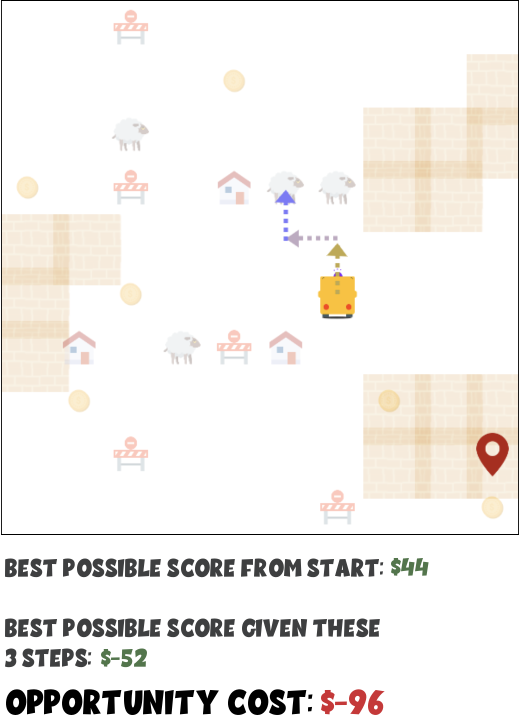 BEST POSSIBLE SCORE FROM START: $44
BEST POSSIBLE SCORE GIVEN THESE
3 STEPS: $-52
OPPORTUNITY COST: $-96